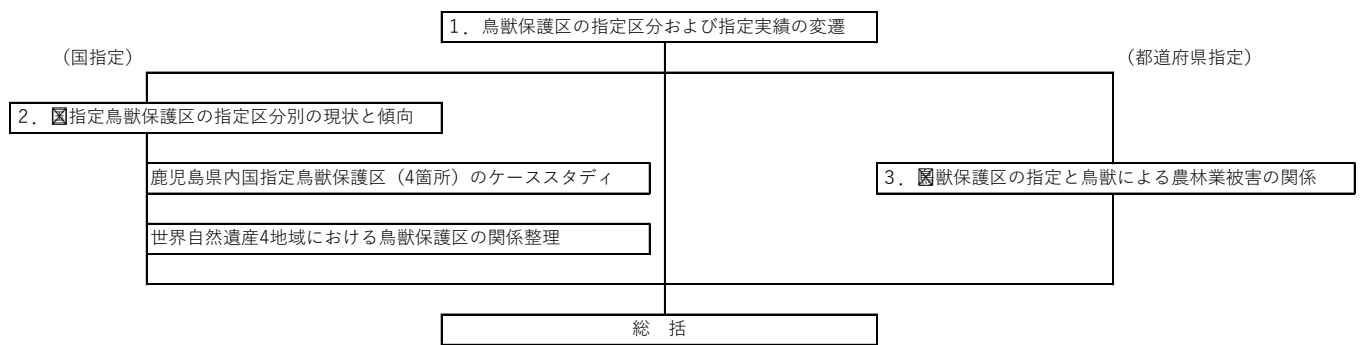 1．鳥獣保護区の指定区分および指定実績の変遷
（国指定）
（都道府県指定）
2．指定鳥獣保護区の指定区分別の現状と傾向
鹿児島県内国指定鳥獣保護区（4箇所）のケーススタディ
3．獣保護区の指定と鳥獣による農林業被害の関係
世界自然遺産4地域における鳥獣保護区の関係整理
総　括